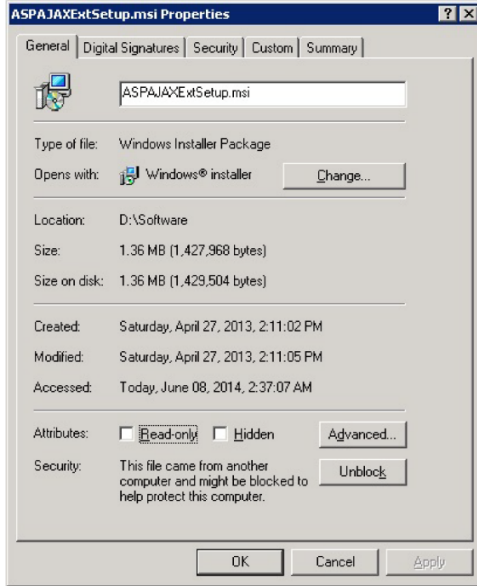 ASPAJAXExtSetup.msi Properties
General Digital Signatures Security Custom Summary
ASPAJAXExtSetup.msi
Type of file: Windows Installer Package
Opens with: Windows® installer Change...
Location: D:\Software
Size: 1.36 MB (1,427,968 bytes)
Size on disk: 1.36 MB (1,429,504 bytes)
Created: Saturday, April 27, 2013, 2:11:02 PM
Modified: Saturday, April 27, 2013, 2:11:05 PM
Accessed: Today, June 08, 2014, 2:37:07 AM
Attributes: Read-only Hidden Advanced...
Security: This file came from another
computer and might be blocked to
help protect this computer.
Unblock
OK Cancel Apply